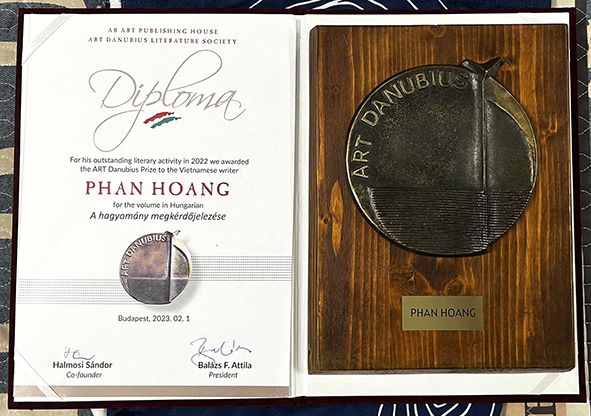 AB ART PUBLISHING HOUSE
ART DANUBIUS LITERATURE SOCIETY
Diploma
For his outstanding literary activity in 2022 we awarded
the ART Danubius Prize to the Vietnamese writer
PHAN HOANG
for the volume in Hungarian
A hagyomány megkérdőjelezése
ART DANUBIUS
Budapest, 2023. 02. 1
Halmosi Sándor
Co-founder
Balázs F. Attila
President
ART DANUBIUS
PHAN HOANG